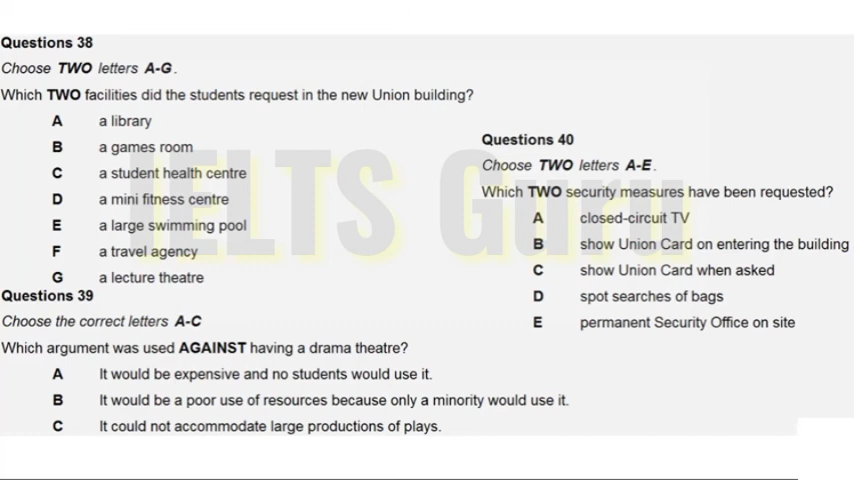 Questions 38
Choose TWO letters A-G.
Which TWO facilities did the students request in the new Union building?
A a library
B a games room
C a student health centre
D a mini fitness centre
E a large swimming pool
F a travel agency
G a lecture theatre
Questions 39
Choose the correct letters A-C
Which argument was used AGAINST having a drama theatre?
A It would be expensive and no students would use it.
B It would be a poor use of resources because only a minority would use it.
C It could not accommodate large productions of plays.
Questions 40
Choose TWO letters A-E.
Which TWO security measures have been requested?
A closed-circuit TV
B show Union Card on entering the building
C show Union Card when asked
D spot searches of bags
E permanent Security Office on site
IELTS Guru